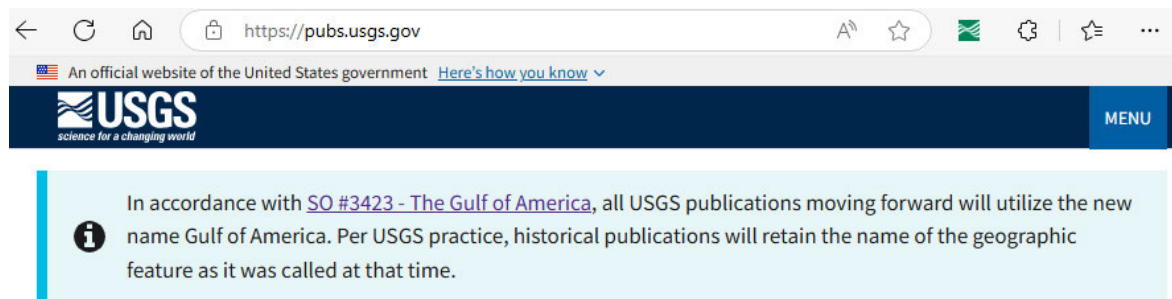 https://pubs.usgs.gov
An official website of the United States government Here's how you know
USGS
science for a changing world
MENU
In accordance with SO #3423 - The Gulf of America, all USGS publications moving forward will utilize the new
name Gulf of America. Per USGS practice, historical publications will retain the name of the geographic
feature as it was called at that time.